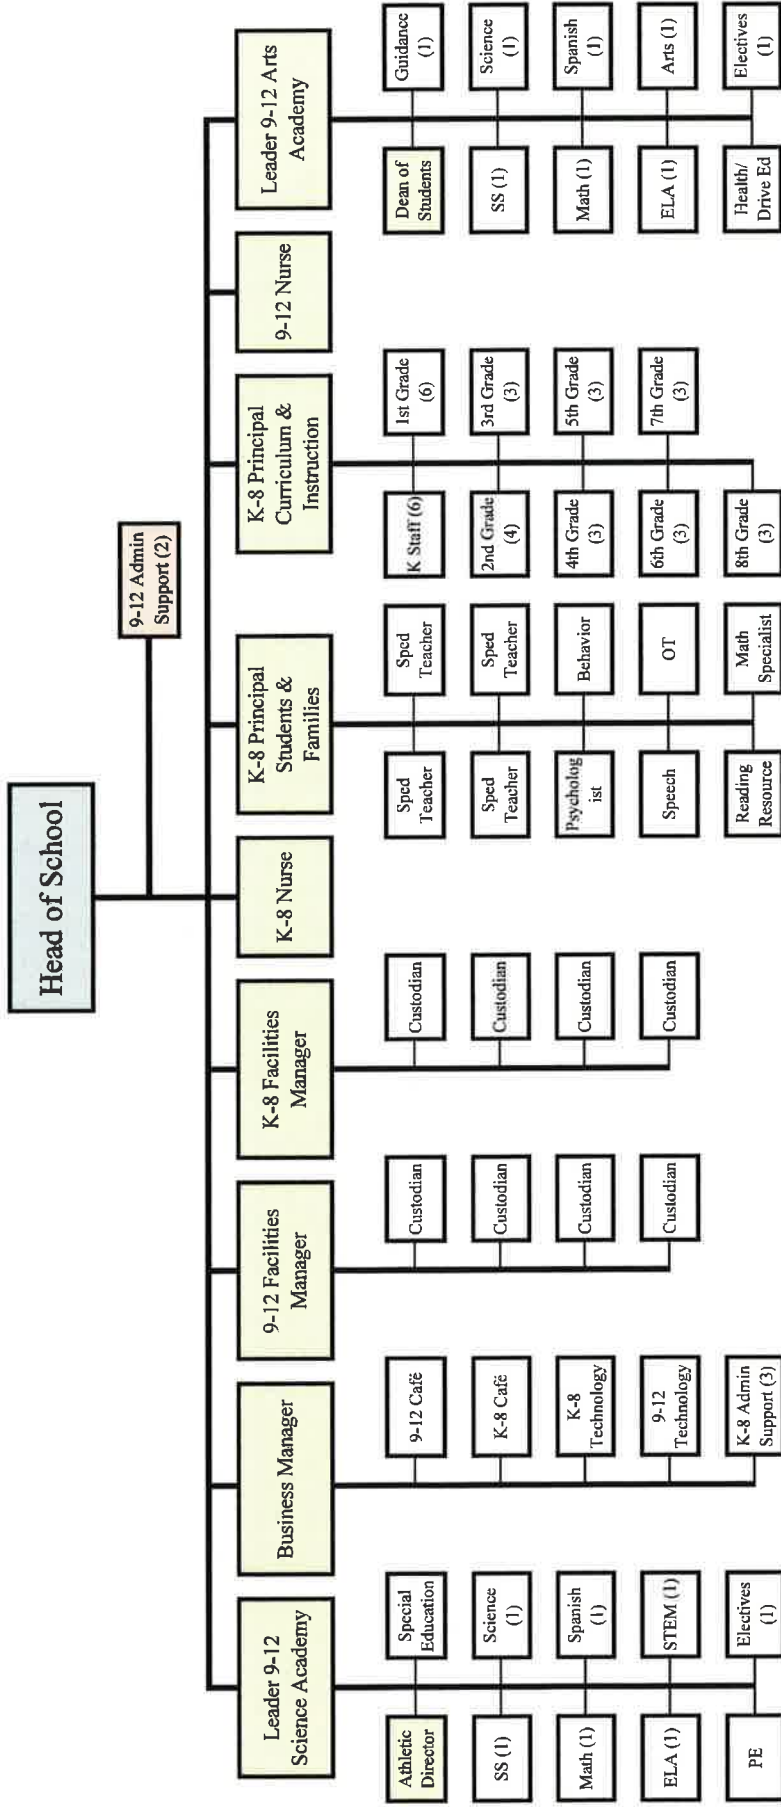 Head of School
9-12 Admin
Support (2)
Leader 9-12
Science Academy
Business Manager
9-12 Facilities
Manager
K-8 Facilities
Manager
K-8 Nurse
K-8 Principal
Students &
Families
K-8 Principal
Curriculum &
Instruction
9-12 Nurse
Leader 9-12 Arts
Academy
Athletic
Director
Special
Education
SS (1)
Science
(1)
Math (1)
Spanish
(1)
ELA (1)
STEM (1)
PE
Electives
(1)
9-12 Café
K-8 Café
K-8
Technology
9-12
Technology
K-8 Admin
Support (3)
Custodian
Custodian
Custodian
Custodian
Custodian
Custodian
Custodian
Custodian
Sped
Teacher
Sped
Teacher
Sped
Teacher
Sped
Teacher
Psycholog
ist
Behavior
Speech
OT
Reading
Resource
Math
Specialist
K Staff (6)
1st Grade
(6)
2nd Grade
(4)
3rd Grade
(3)
4th Grade
(3)
5th Grade
(3)
6th Grade
(3)
7th Grade
(3)
8th Grade
(3)
Dean of
Students
Guidance
(1)
SS (1)
Science
(1)
Math (1)
Spanish
(1)
ELA (1)
Arts (1)
Health/
Drive Ed
Electives
(1)